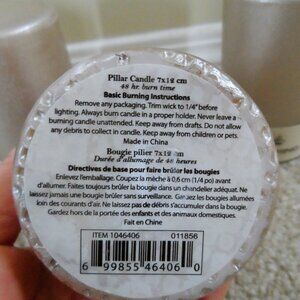 Pillar Candle 7x12 cm
48 hr. burn time
Basic Burning Instructions
Remove any packaging. Trim wick to 1/4" before
lighting. Always burn candle in a proper holder. Never leave a
burning candle unattended. Keep away from drafts. Do not allow
any debris to collect in candle. Keep away from children or pets.
Made in China
Bougie pilier 7x12 cm
Durée d'allumage de 48 heures
Directives de base pour faire brûler les bougies
Enlevez l'emballage. Coupez la mèche à 0,6 cm (1/4 po) avant
d'allumer. Faites toujours brûler la bougie dans un chandelier adéquat. Ne
laissez jamais une bougie brûler sans surveillance. Gardez les bougies allumées
loin des courants d'air. Ne laissez pas de débris s'accumuler dans la bougie.
Gardez hors de la portée des enfants et des animaux domestiques.
Fait en Chine
ITEM 1046406 011856
6 99855 46406 0